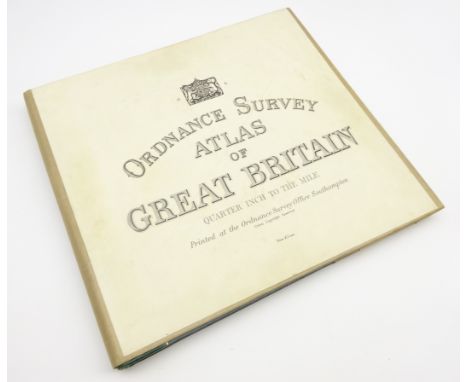 ORDNANCE SURVEY
ATLAS
OF
GREAT BRITAIN
QUARTER INCH TO THE MILE
Printed at the Ordnance Survey Office Southampton